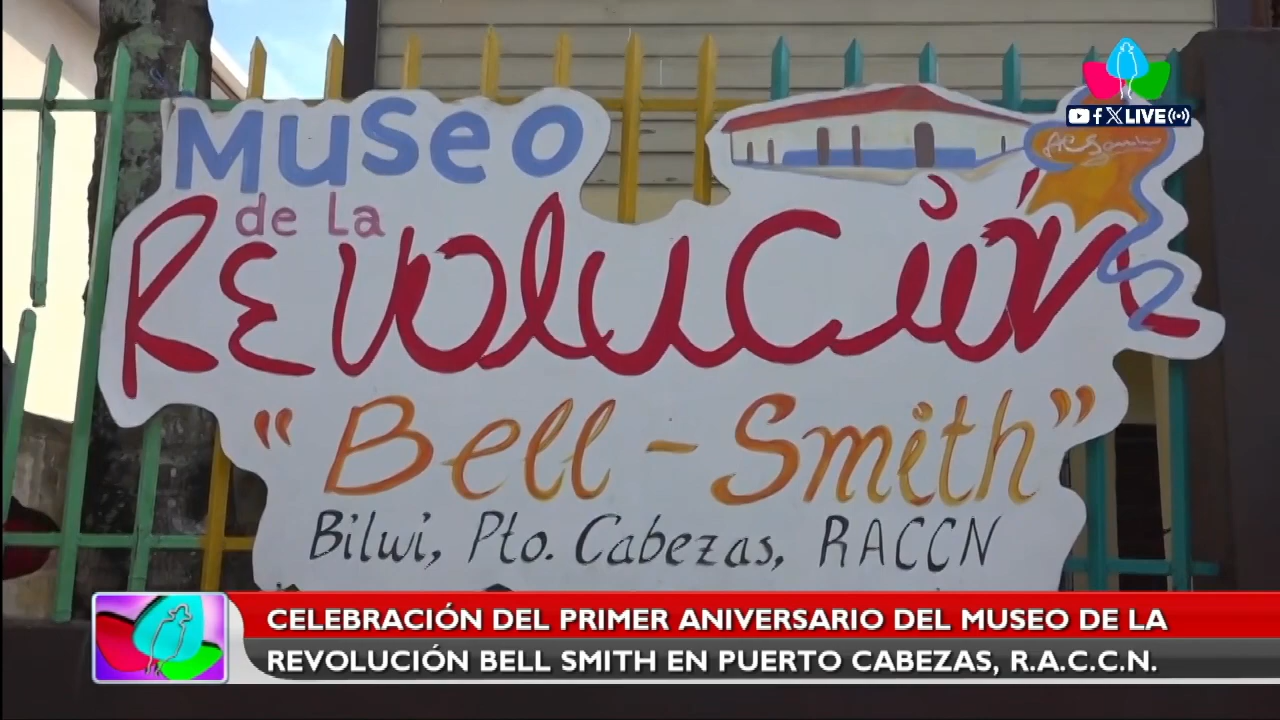 LIVE
Museo
de La
Revolución
"Bell-Smith"
Bilwi, Pto. Cabezas, RACCN
CELEBRACIÓN DEL PRIMER ANIVERSARIO DEL MUSEO DE LA
REVOLUCIÓN BELL SMITH EN PUERTO CABEZAS, R.A.C.C.N.